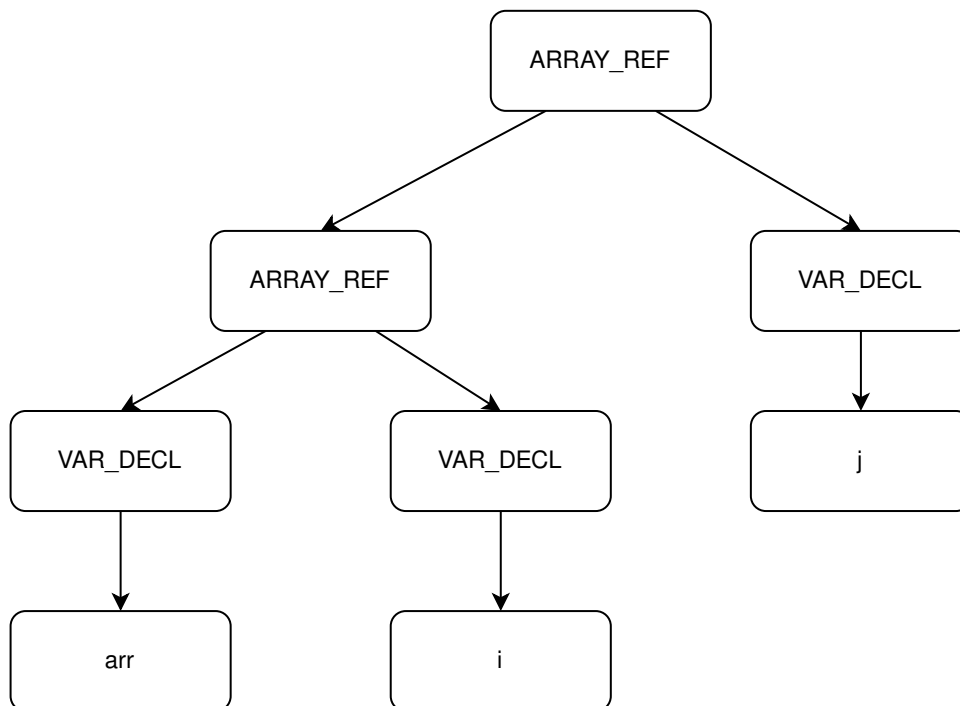 ARRAY_REF
ARRAY_REF
VAR_DECL
VAR_DECL
VAR_DECL
j
arr
i